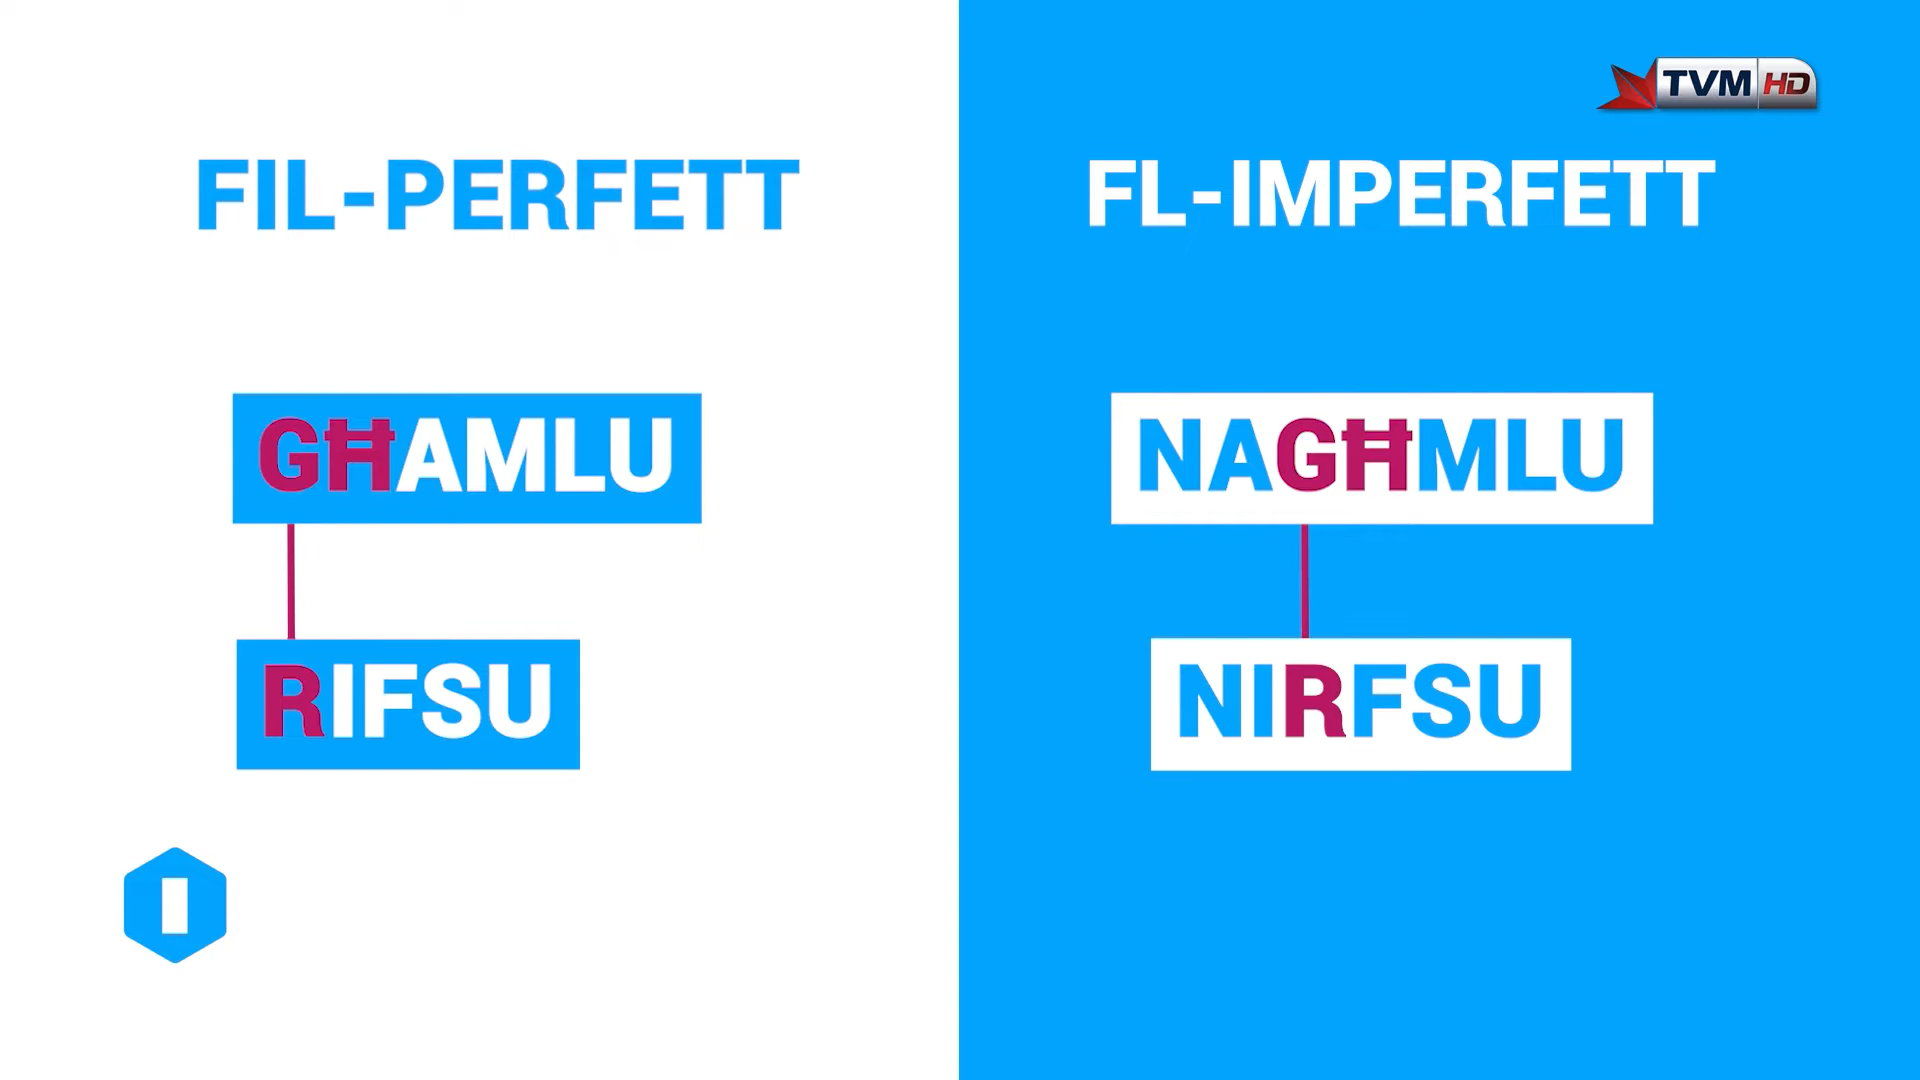 TVM HD
FIL-PERFETT
GĦAMLU
RIFSU
FL-IMPERFETT
NAGĦMLU
NIRFSU
I